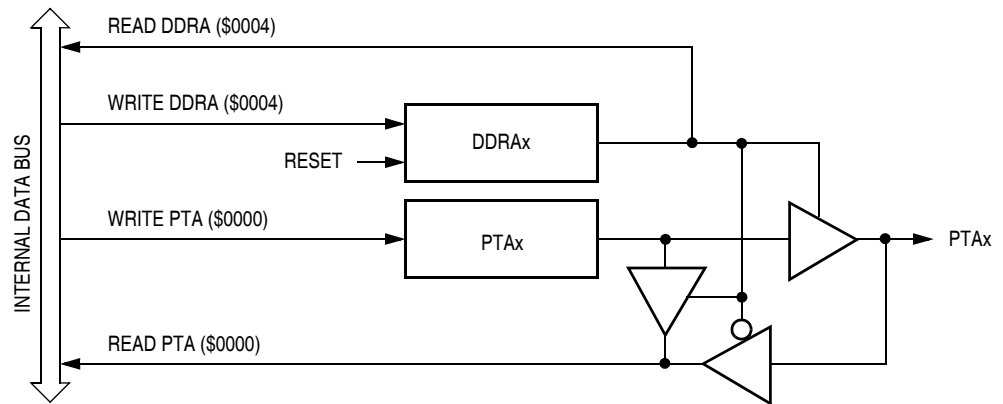 READ DDRA ($0004)
WRITE DDRA ($0004)
DDRAx
RESET
INTERNAL DATA BUS
WRITE PTA ($0000)
PTAx
PTAx
READ PTA ($0000)